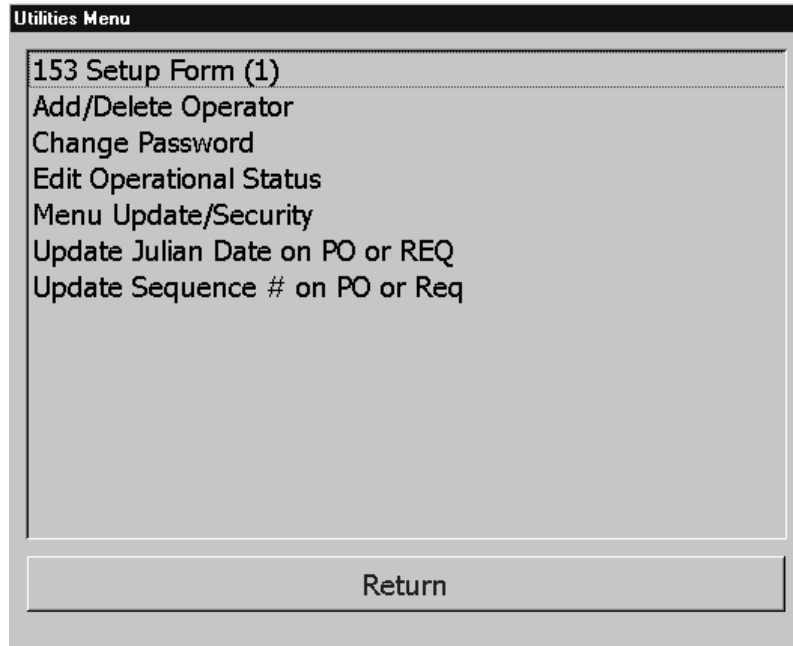 Utilities Menu
153 Setup Form (1)
Add/Delete Operator
Change Password
Edit Operational Status
Menu Update/Security
Update Julian Date on PO or REQ
Update Sequence # on PO or Req
Return